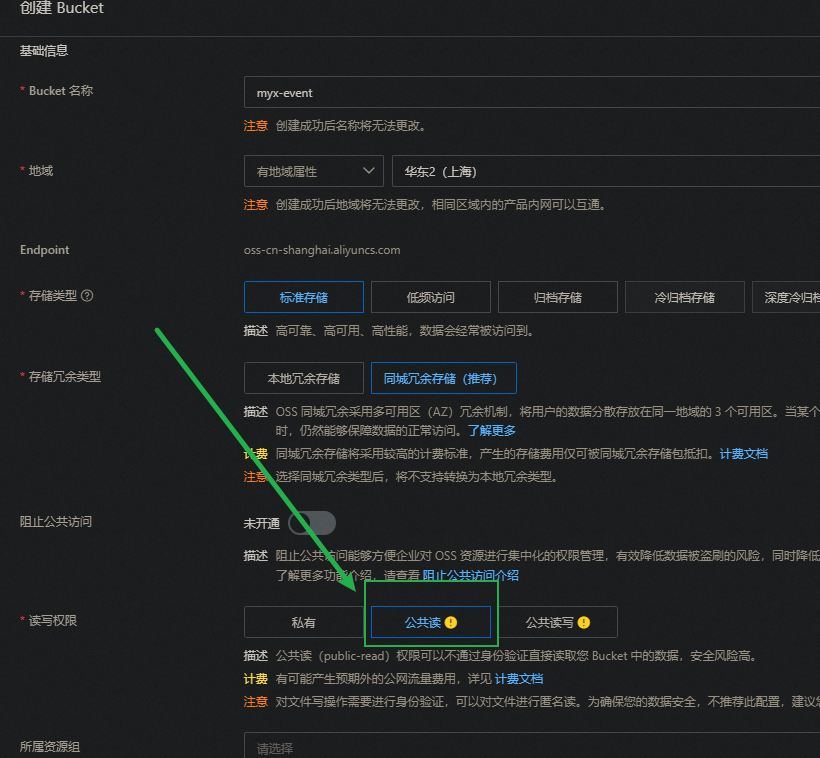 创建 Bucket
基础信息
* Bucket 名称
myx-event
注意 创建成功后名称将无法更改。
* 地域
有地域属性
华东2（上海）
注意 创建成功后地域将无法更改，相同区域内的产品内网可以互通。
Endpoint
oss-cn-shanghai.aliyuncs.com
* 存储类型 ?
标准存储 低频访问 归档存储 冷归档存储 深度冷归档
描述 高可靠、高可用、高性能，数据会经常被访问到。
* 存储冗余类型
本地冗余存储 同城冗余存储（推荐）
描述 OSS 同城冗余采用多可用区（AZ）冗余机制，将用户的数据分散存放在同一地域的 3 个可用区。当某个
时，仍然能够保障数据的正常访问。了解更多
计费 同城冗余存储将采用较高的计费标准，产生的存储费用仅可被同城冗余存储包抵扣。计费文档
注意 选择同城冗余类型后，将不支持转换为本地冗余类型。
阻止公共访问
未开通
描述 阻止公共访问能够方便企业对 OSS 资源进行集中化的权限管理，有效降低数据被盗刷的风险，同时降低
了解更多功能介绍，请查看 阻止公共访问介绍
* 读写权限
私有 公共读 ! 公共读写 !
描述 公共读（public-read）权限可以不通过身份验证直接读取您 Bucket 中的数据，安全风险高。
计费 有可能产生预期外的公网流量费用，详见 计费文档
注意 对文件写操作需要进行身份验证，可以对文件进行匿名读。为确保您的数据安全，不推荐此配置，建议
所属资源组
请选择